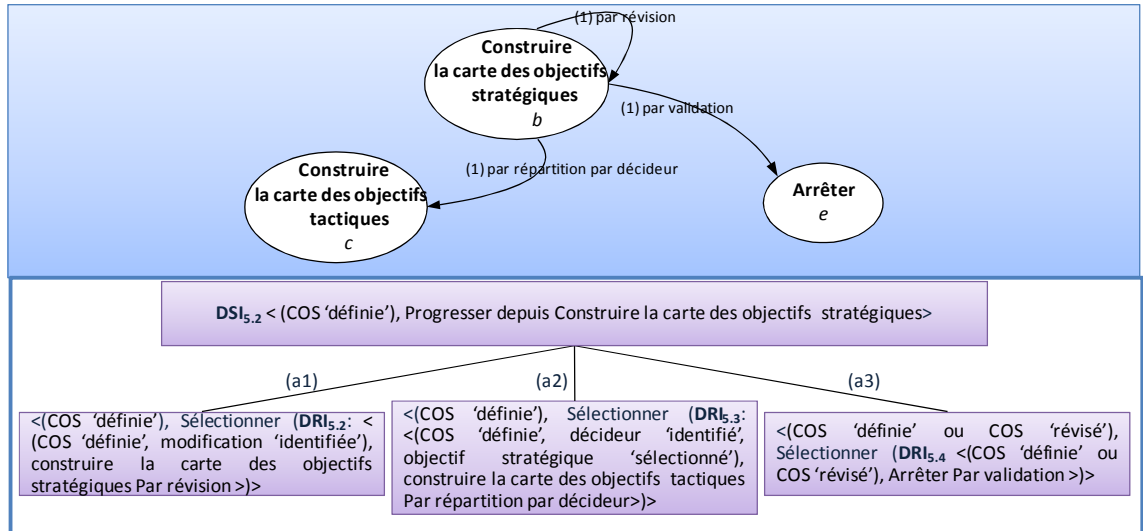 (1) par révision
Construire
la carte des objectifs
stratégiques
b
(1) par validation
(1) par répartition par décideur
Construire
la carte des objectifs
tactiques
c
Arrêter
e
DSI5.2 < (COS ‘définie’), Progresser depuis Construire la carte des objectifs stratégiques>
(a1)
(a2)
(a3)
<(COS ‘définie’), Sélectionner (DRI5.2: <
(COS ‘définie’, modification ‘identifiée’),
construire la carte des objectifs
stratégiques Par révision >)>
<(COS ‘définie’), Sélectionner (DRI5.3:
<(COS ‘définie’, décideur ‘identifié’,
objectif stratégique ‘sélectionné’),
construire la carte des objectifs tactiques
Par répartition par décideur>)>
<(COS ‘définie’ ou COS ‘révisé’),
Sélectionner (DRI5.4 <(COS ‘définie’ ou
COS ‘révisé’), Arrêter Par validation >)>